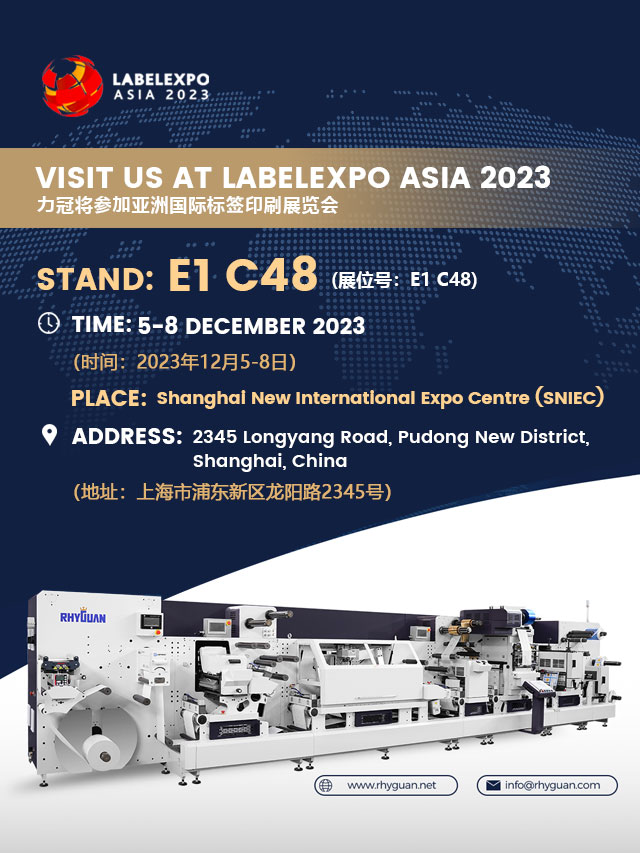 LABELEXPO
ASIA 2023
VISIT US AT LABELEXPO ASIA 2023
力冠将参加亚洲国际标签印刷展览会
STAND: E1 C48 (展位号：E1 C48)
TIME: 5-8 DECEMBER 2023
（时间：2023年12月5-8日）
PLACE: Shanghai New International Expo Centre (SNIEC)
ADDRESS: 2345 Longyang Road, Pudong New District,
Shanghai, China
（地址：上海市浦东新区龙阳路2345号）
RHYGUAN
www.rhyguan.net
info@rhyguan.com